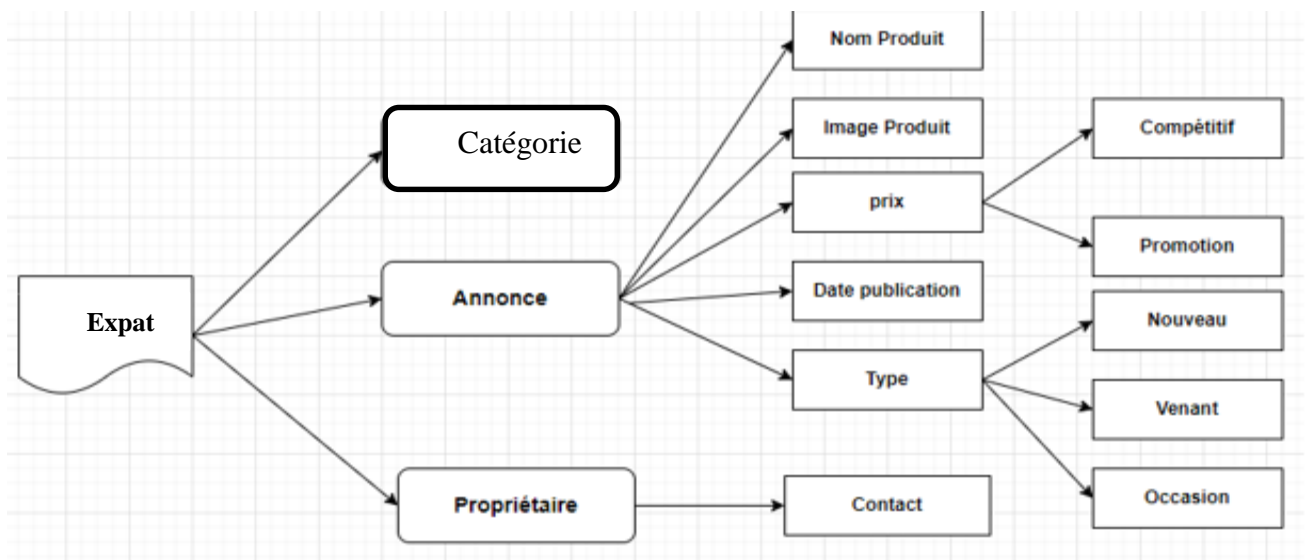 Nom Produit
Catégorie
Image Produit
Compétitif
prix
Promotion
Expat
Annonce
Date publication
Nouveau
Type
Venant
Propriétaire
Contact
Occasion